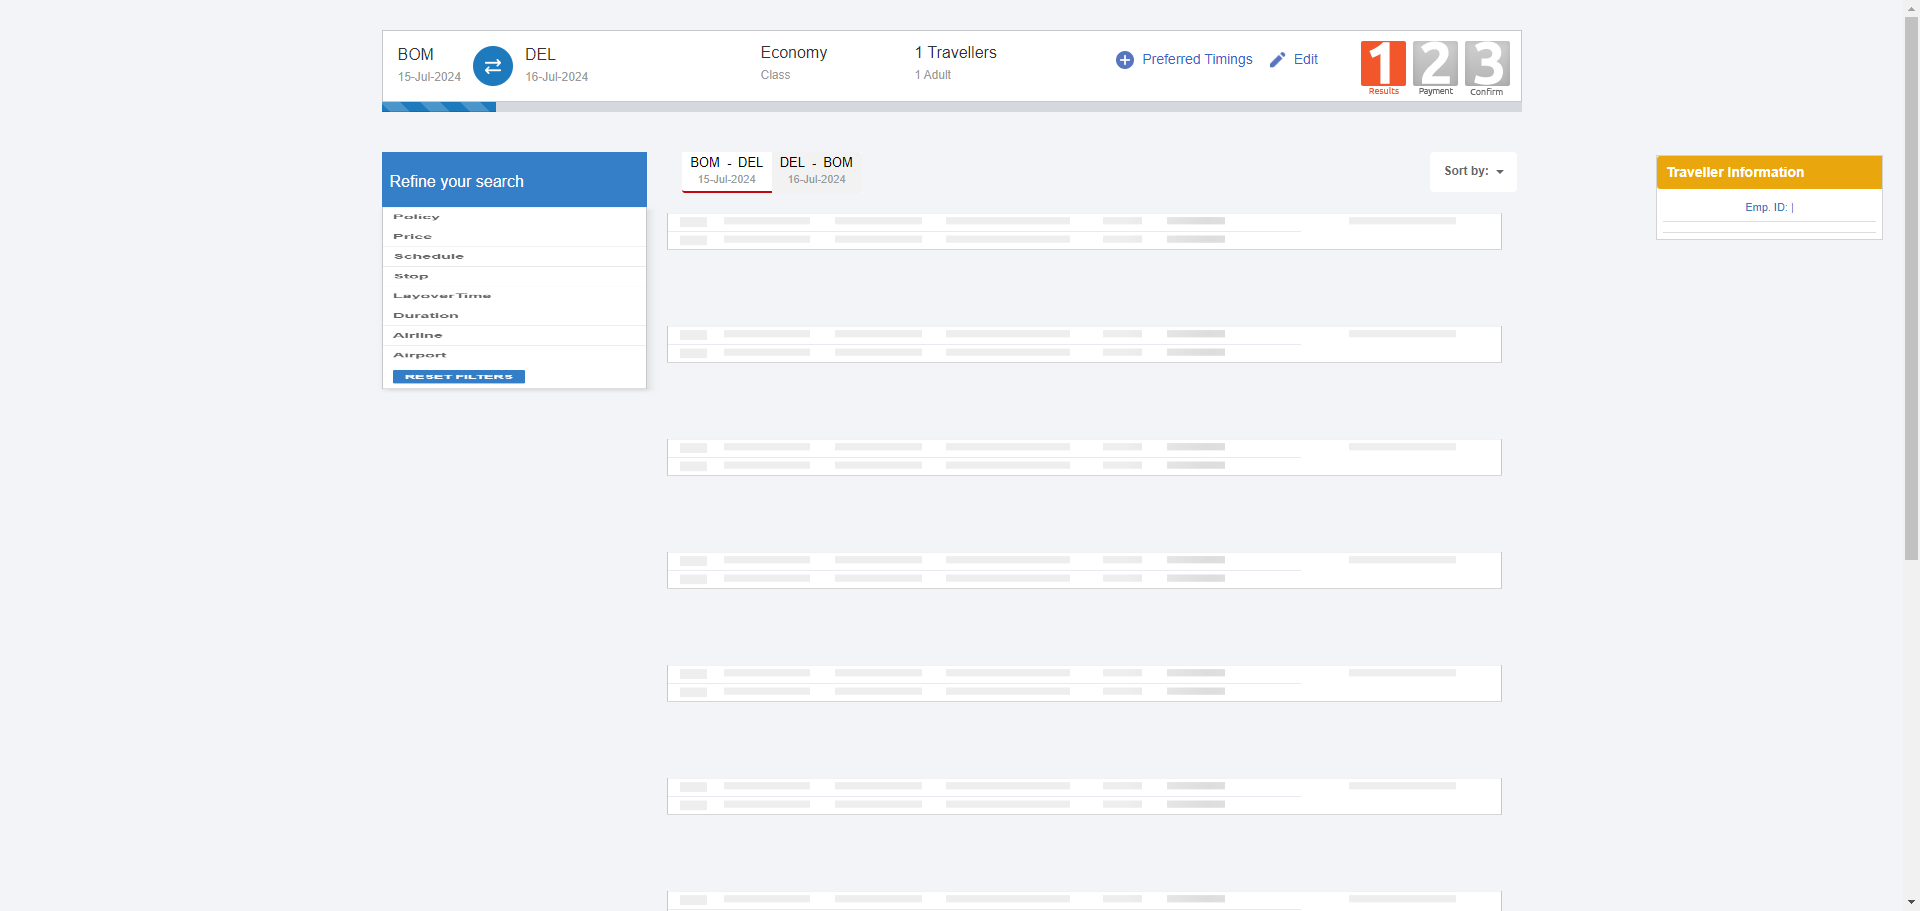 BOM
15-Jul-2024
DEL
16-Jul-2024
Economy
Class
1 Travellers
1 Adult
Preferred Timings
Edit
1
Results
2
Payment
3
Confirm
Refine your search
Policy
Price
Schedule
Stop
LayoverTime
Duration
Airline
Airport
RESET FILTERS
BOM - DEL
15-Jul-2024
DEL - BOM
16-Jul-2024
Sort by:
Traveller Information
Emp. ID: |